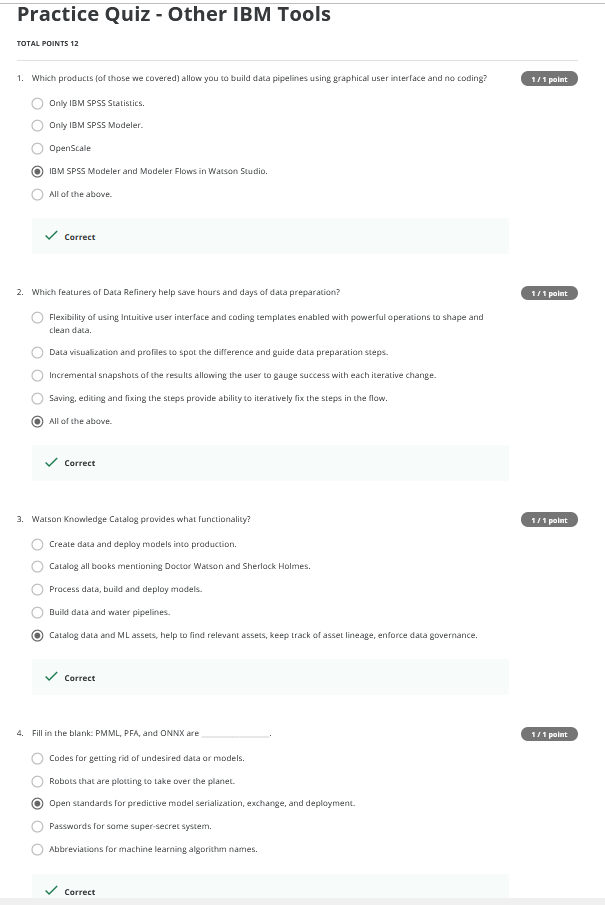 Practice Quiz - Other IBM Tools
TOTAL POINTS 12
1. Which products (of those we covered) allow you to build data pipelines using graphical user interface and no coding?
1 / 1 point
Only IBM SPSS Statistics.
Only IBM SPSS Modeler.
OpenScale
IBM SPSS Modeler and Modeler Flows in Watson Studio.
All of the above.
Correct
2. Which features of Data Refinery help save hours and days of data preparation?
1 / 1 point
Flexibility of using Intuitive user interface and coding templates enabled with powerful operations to shape and
clean data.
Data visualization and profiles to spot the difference and guide data preparation steps.
Incremental snapshots of the results allowing the user to gauge success with each iterative change.
Saving, editing and fixing the steps provide ability to iteratively fix the steps in the flow.
All of the above.
Correct
3. Watson Knowledge Catalog provides what functionality?
1 / 1 point
Create data and deploy models into production.
Catalog all books mentioning Doctor Watson and Sherlock Holmes.
Process data, build and deploy models.
Build data and water pipelines.
Catalog data and ML assets, help to find relevant assets, keep track of asset lineage, enforce data governance.
Correct
4. Fill in the blank: PMML, PFA, and ONNX are ________________.
1 / 1 point
Codes for getting rid of undesired data or models.
Robots that are plotting to take over the planet.
Open standards for predictive model serialization, exchange, and deployment.
Passwords for some super-secret system.
Abbreviations for machine learning algorithm names.
Correct